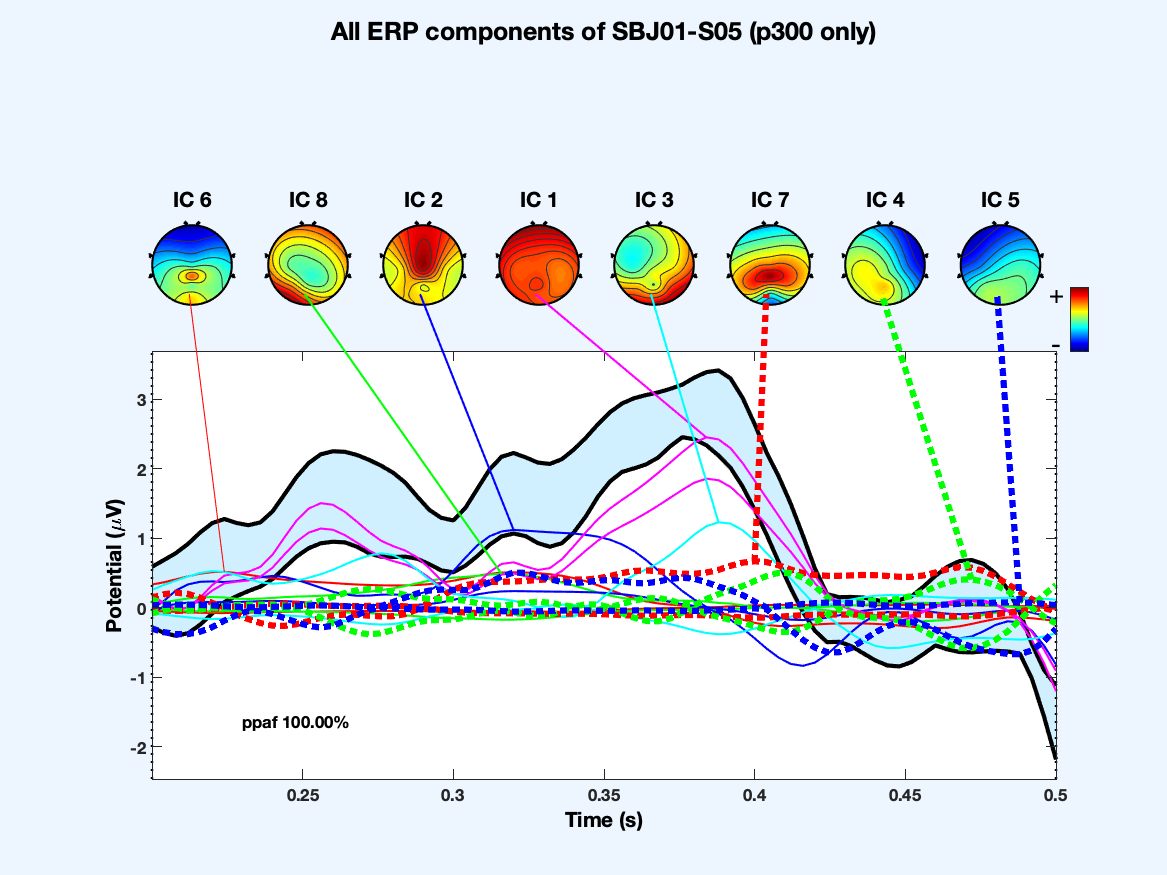 All ERP components of SBJ01-S05 (p300 only)
IC 6 IC 8 IC 2 IC 1 IC 3 IC 7 IC 4 IC 5
+
-
3
2
1
0
-1
-2
Potential (μV)
ppaf 100.00%
0.25 0.3 0.35 0.4 0.45 0.5
Time (s)